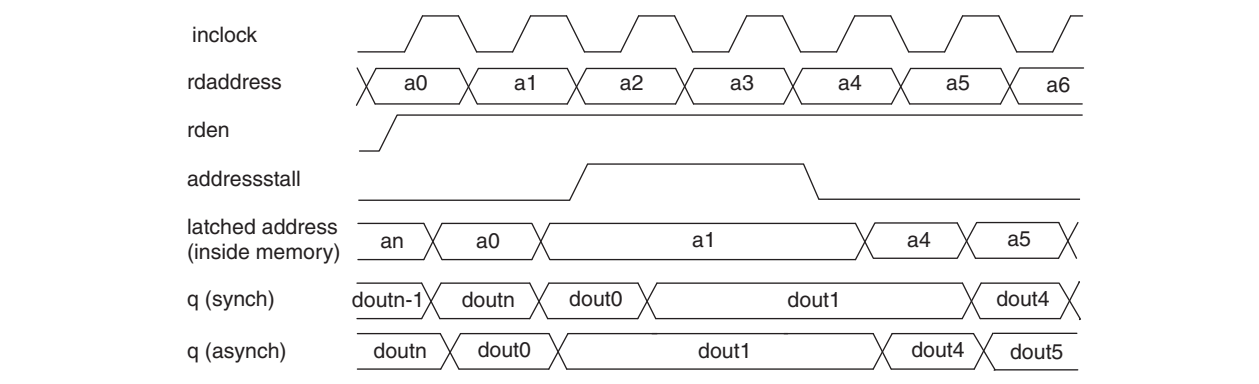 inclock
rdaddress a0 a1 a2 a3 a4 a5 a6
rden
addressstall
latched address
(inside memory) an a0 a1 a4 a5
q (synch) doutn-1 doutn dout0 dout1 dout4
q (asynch) doutn dout0 dout1 dout4 dout5